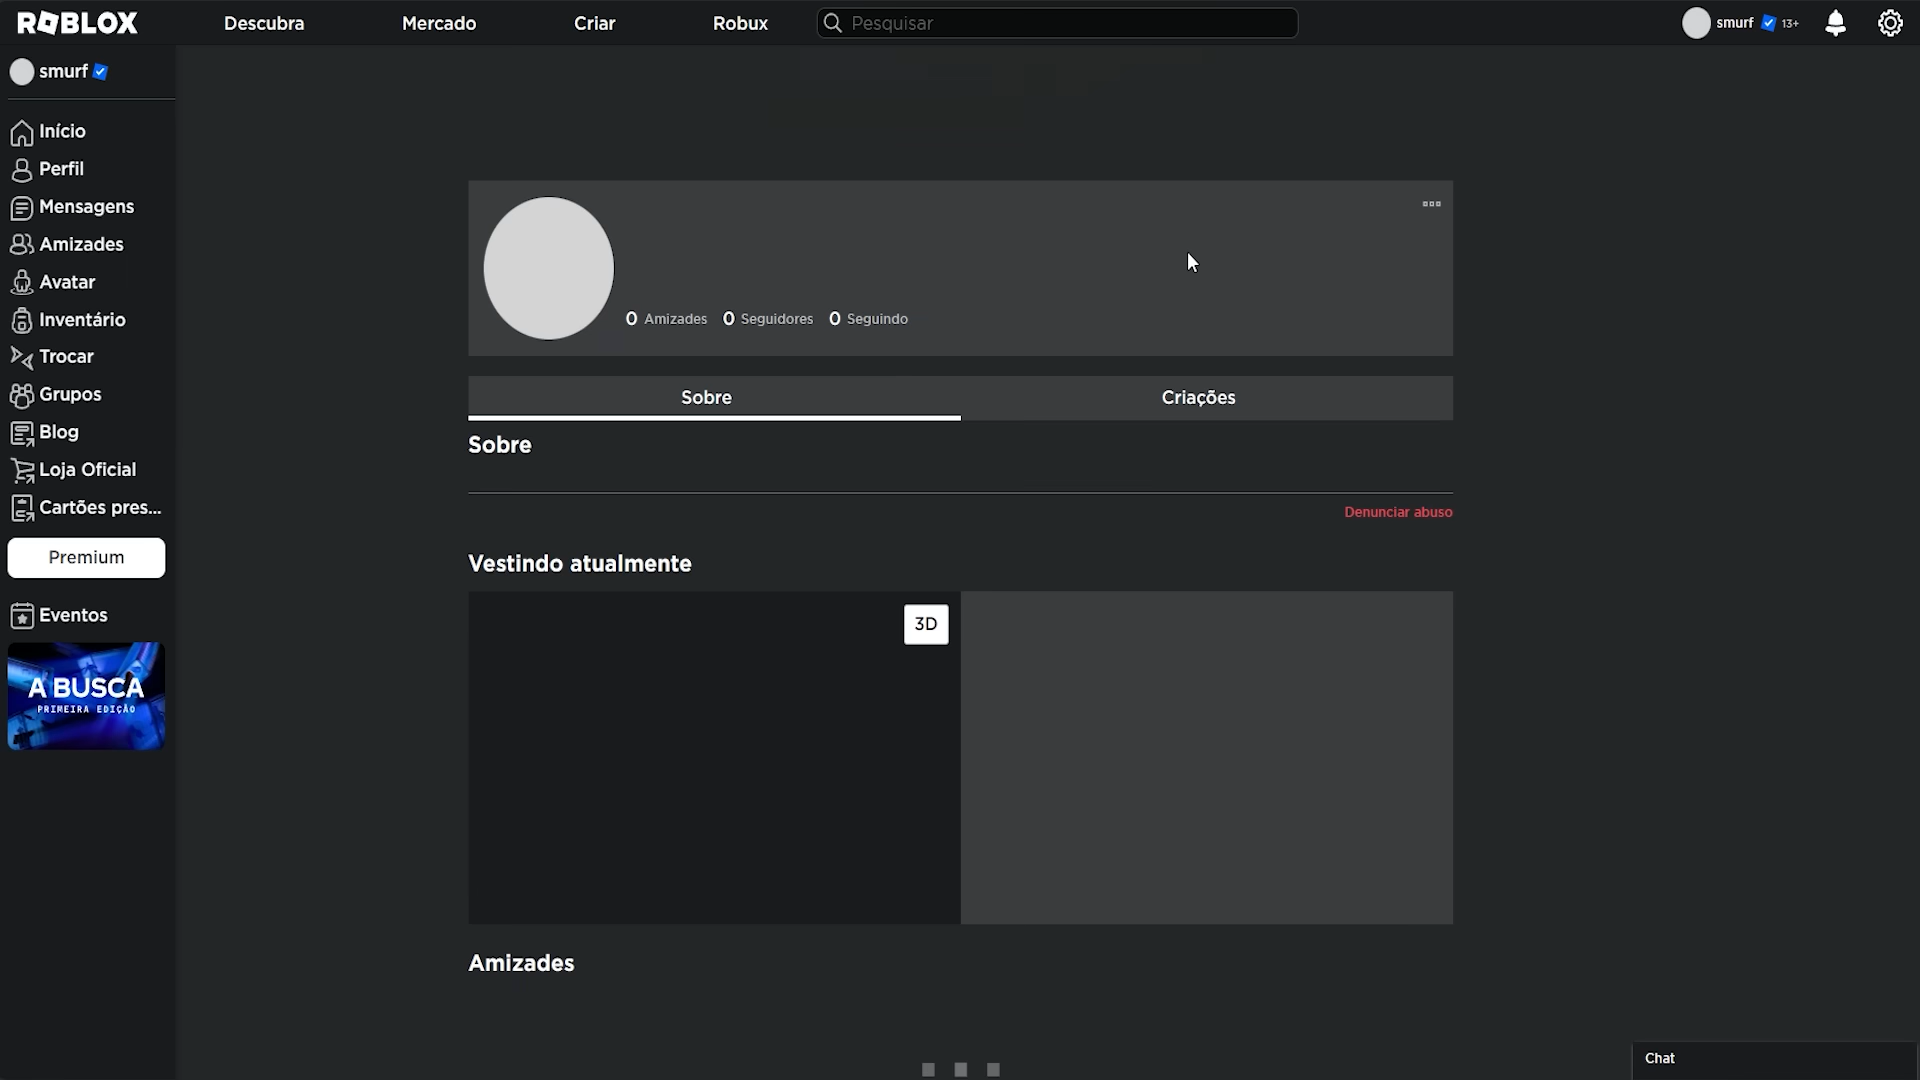 ROBLOX
Descubra
Mercado
Criar
Robux
Pesquisar
smurf
13+
smurf
Início
Perfil
Mensagens
Amizades
Avatar
Inventário
Trocar
Grupos
Blog
Loja Oficial
Cartões pres...
Premium
Eventos
A BUSCA
PRIMEIRA EDIÇÃO
0 Amizades 0 Seguidores 0 Seguindo
Sobre
Criações
Sobre
Denunciar abuso
Vestindo atualmente
3D
Amizades
Chat